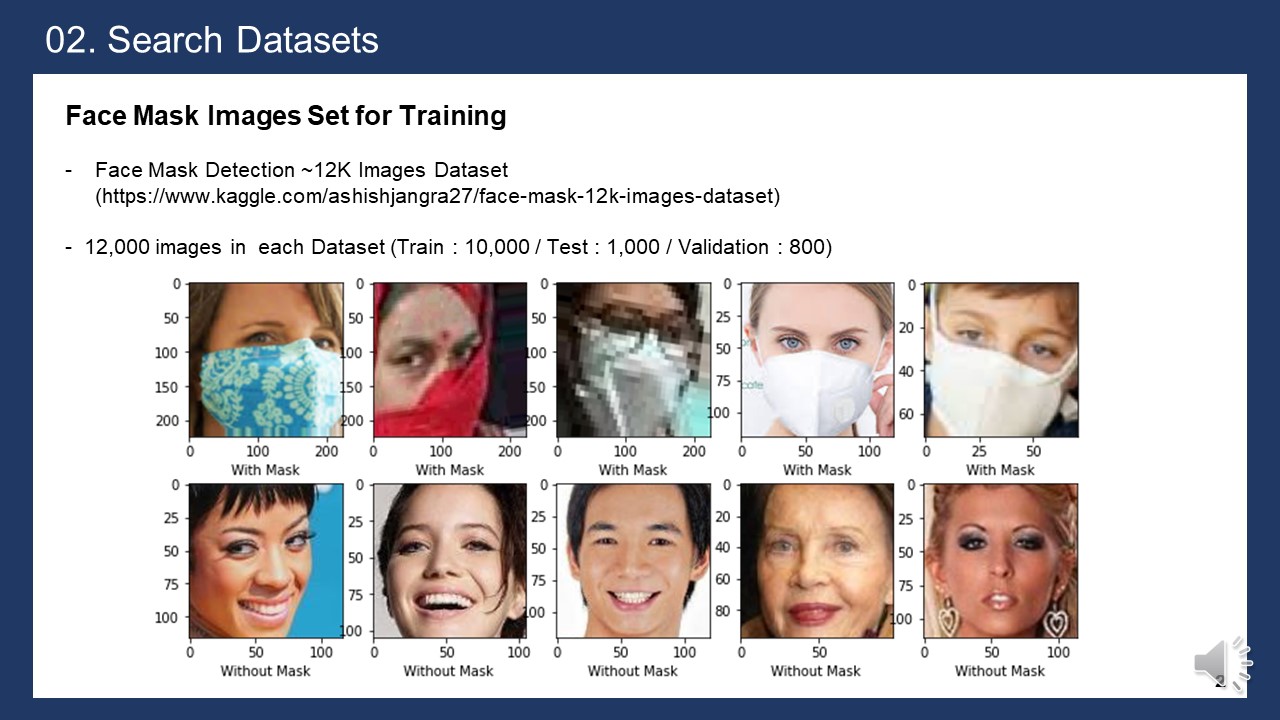 02. Search Datasets
Face Mask Images Set for Training
- Face Mask Detection ~12K Images Dataset
(https://www.kaggle.com/ashishjangra27/face-mask-12k-images-dataset)
- 12,000 images in each Dataset (Train : 10,000 / Test : 1,000 / Validation : 800)
0 0 0 0 0
50 50 50 25 20
100 100 100 50 40
150 150 150 75 60
200 200 200 100
0 100 200 0 100 200 0 100 200 0 50 100 0 25 50
With Mask With Mask With Mask With Mask With Mask
0 0 0 0 0
25 25 25 20 25
50 50 50 40 50
75 75 75 60 75
100 100 100 80 100
0 50 100 0 50 100 0 50 100 0 50 0 50 100
Without Mask Without Mask Without Mask Without Mask Without Mask
2